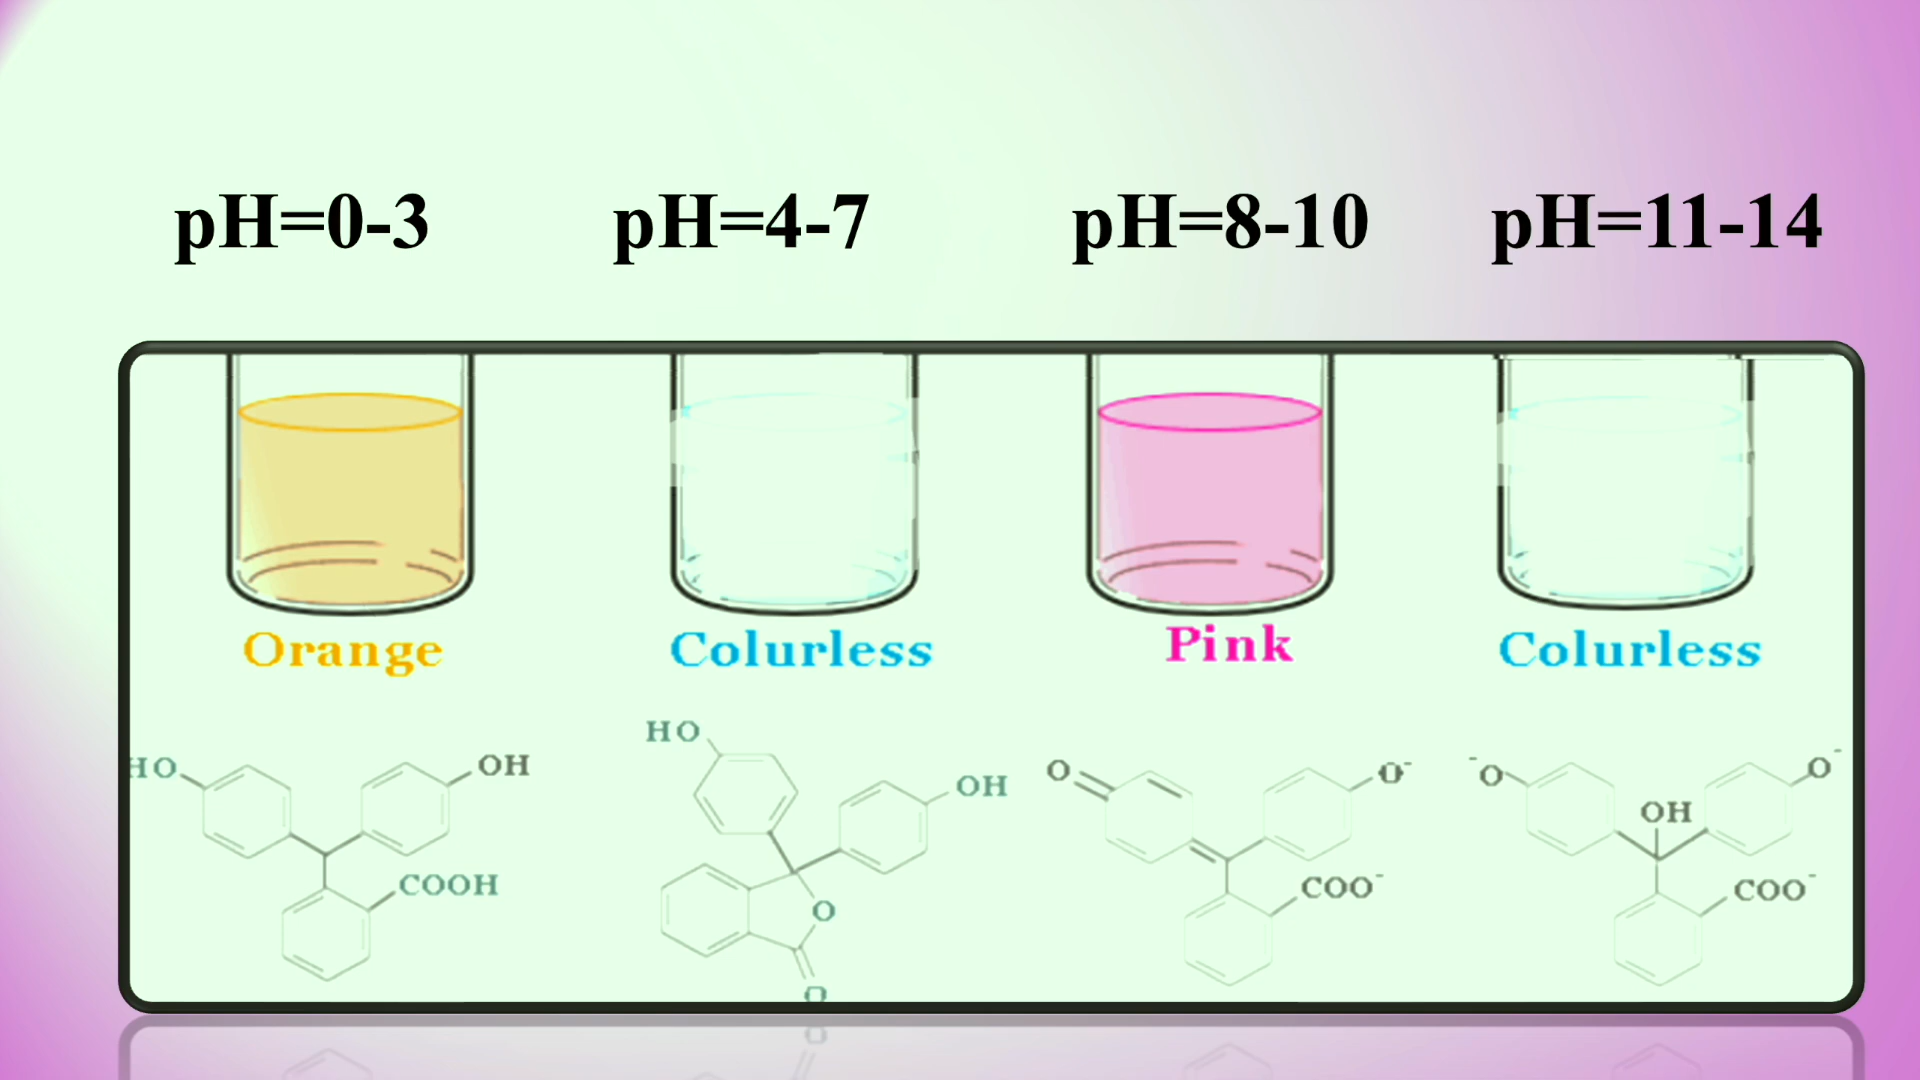 pH=0-3 pH=4-7 pH=8-10 pH=11-14
Orange Colurless Pink Colurless
HO OH COOH
HO OH O O
O O⁻ COO⁻
⁻O O⁻ OH COO⁻